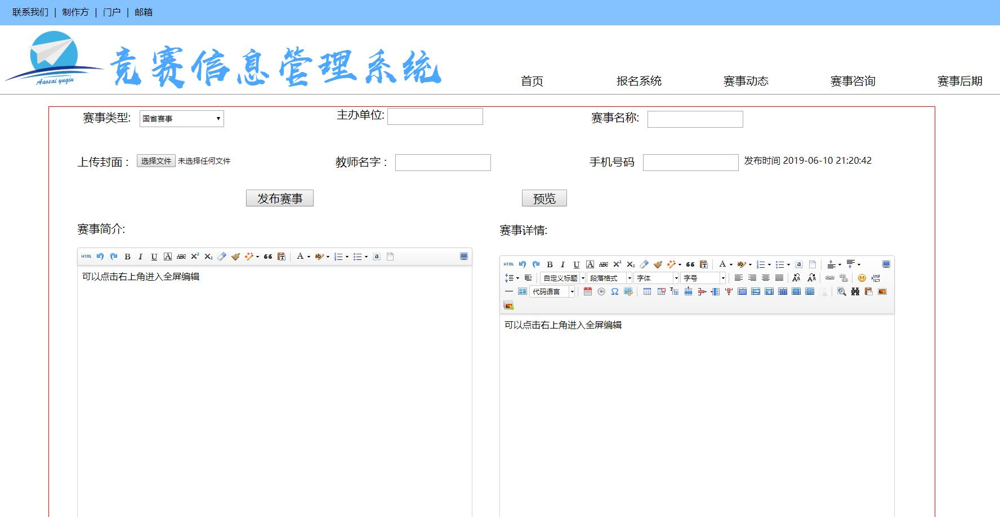 联系我们 | 制作方 | 门户 | 邮箱
Aaosai yuqiu
竞赛信息管理系统
首页 报名系统 赛事动态 赛事咨询 赛事后期
赛事类型: 国省赛事 主办单位: 赛事名称:
上传封面： 选择文件 未选择任何文件 教师名字： 手机号码 发布时间 2019-06-10 21:20:42
发布赛事 预览
赛事简介:
赛事详情:
HTML B I U A ABC X² X₂ A ab a
可以点击右上角进入全屏编辑
HTML B I U A ABC X² X₂ A ab a
自定义标题 段落格式 字体 字号
代码语言 Ω
可以点击右上角进入全屏编辑